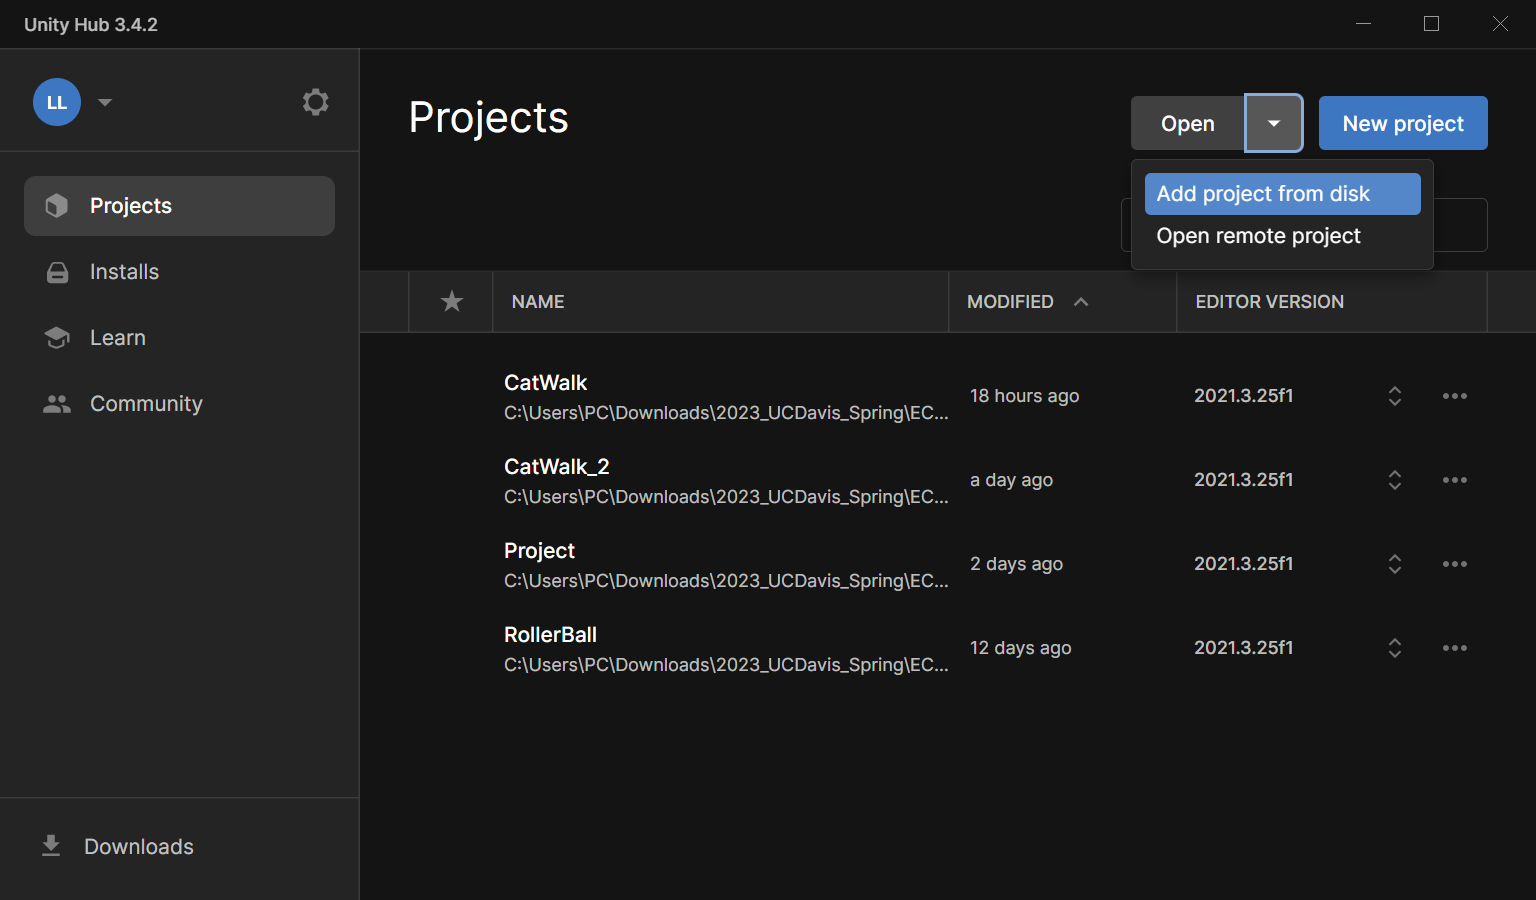 Unity Hub 3.4.2
LL
Projects
Open
New project
Add project from disk
Open remote project
Projects
Installs
Learn
Community
NAME
MODIFIED
EDITOR VERSION
CatWalk
C:\Users\PC\Downloads\2023_UCDavis_Spring\EC...
18 hours ago
2021.3.25f1
CatWalk_2
C:\Users\PC\Downloads\2023_UCDavis_Spring\EC...
a day ago
2021.3.25f1
Project
C:\Users\PC\Downloads\2023_UCDavis_Spring\EC...
2 days ago
2021.3.25f1
RollerBall
C:\Users\PC\Downloads\2023_UCDavis_Spring\EC...
12 days ago
2021.3.25f1
Downloads